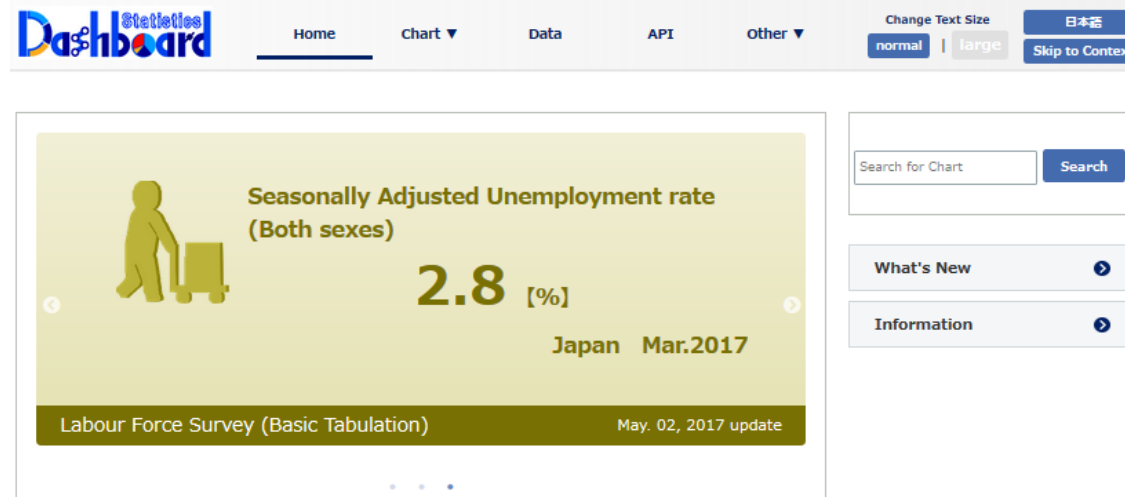 Statistics
Dashboard
Home
Chart ▼
Data
API
Other ▼
Change Text Size
normal | large
日本語
Skip to Contex
Seasonally Adjusted Unemployment rate
(Both sexes)
2.8 【%】
Japan Mar.2017
Labour Force Survey (Basic Tabulation)
May. 02, 2017 update
Search for Chart
Search
What's New
Information